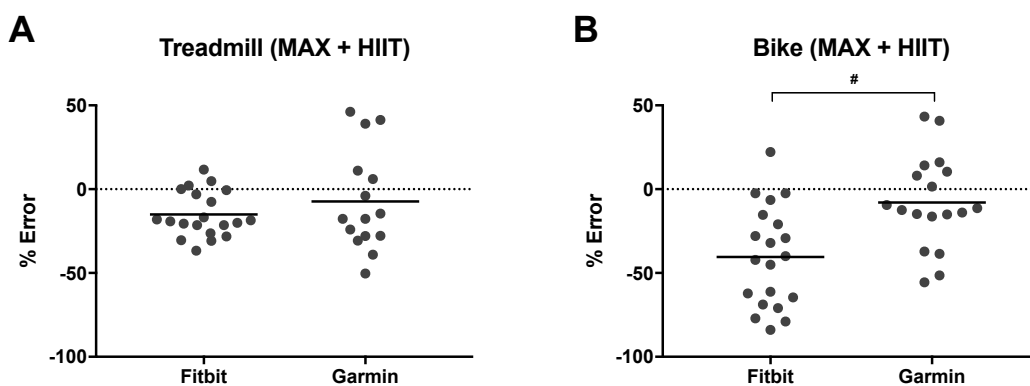 A
Treadmill (MAX + HIIT)
% Error
50
0
-50
-100
Fitbit
Garmin
B
Bike (MAX + HIIT)
#
% Error
50
0
-50
-100
Fitbit
Garmin